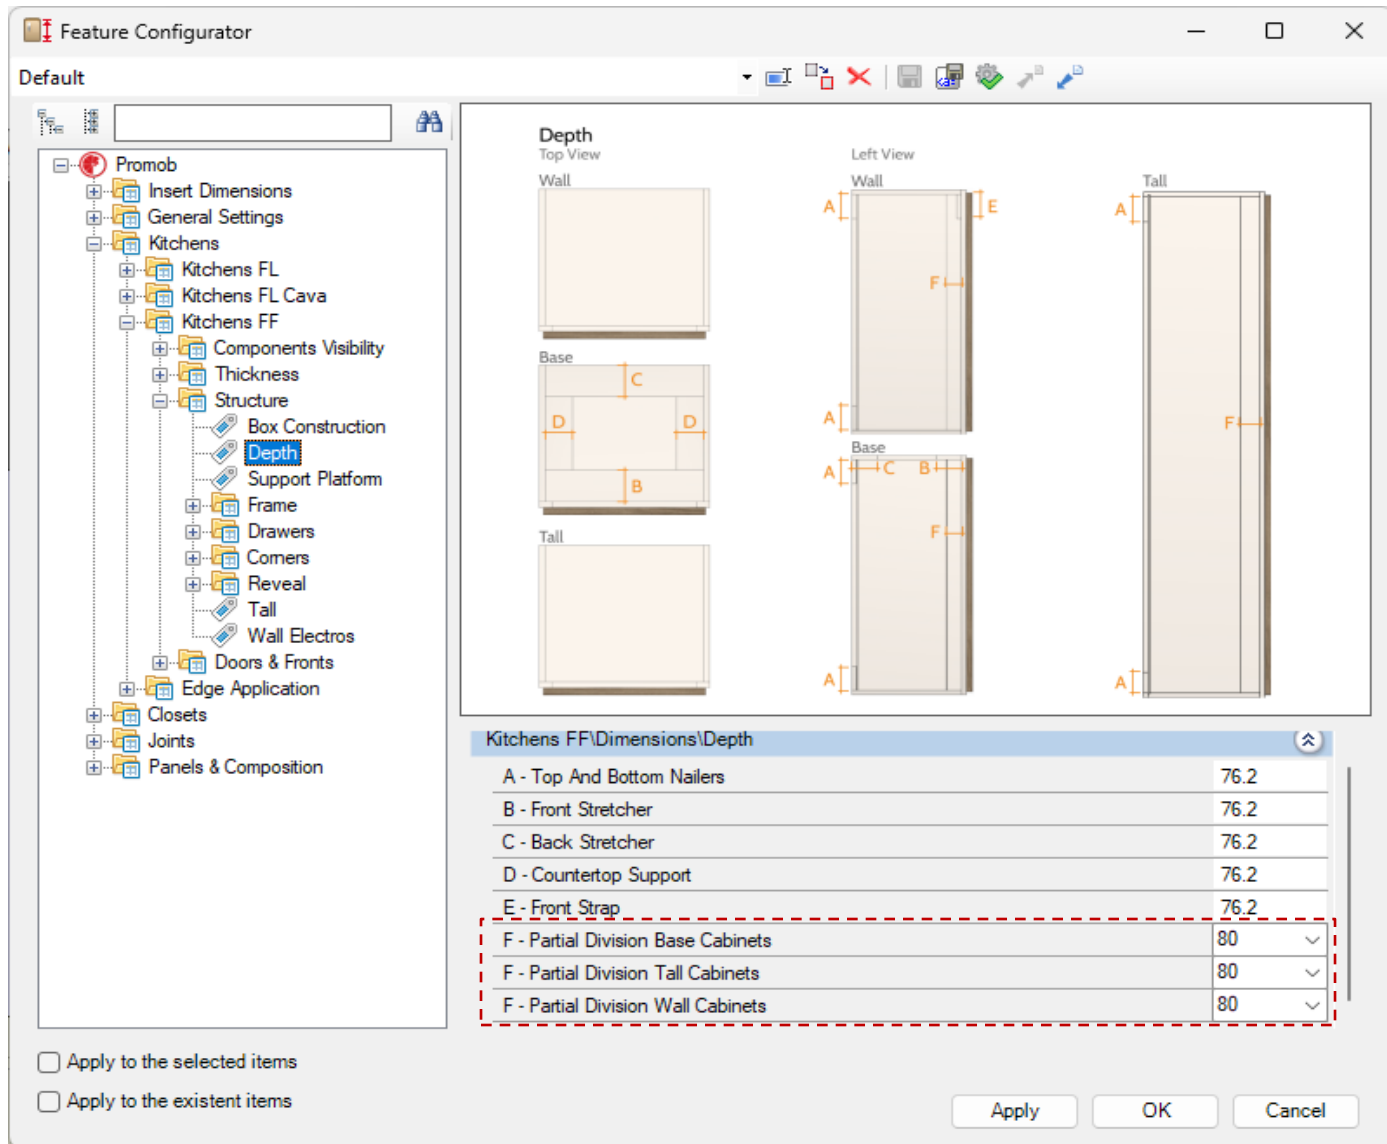 Feature Configurator
Default
Promob
Insert Dimensions
General Settings
Kitchens
Kitchens FL
Kitchens FL Cava
Kitchens FF
Components Visibility
Thickness
Structure
Box Construction
Depth
Support Platform
Frame
Drawers
Corners
Reveal
Tall
Wall Electros
Doors & Fronts
Edge Application
Closets
Joints
Panels & Composition
Depth
Top View
Wall
Base
C
D D
B
Tall
Left View
Wall
A E
F
A
Base
A C B
F
A
Tall
A
F
A
Kitchens FF\Dimensions\Depth
A - Top And Bottom Nailers 76.2
B - Front Stretcher 76.2
C - Back Stretcher 76.2
D - Countertop Support 76.2
E - Front Strap 76.2
F - Partial Division Base Cabinets 80
F - Partial Division Tall Cabinets 80
F - Partial Division Wall Cabinets 80
Apply to the selected items
Apply to the existent items
Apply OK Cancel